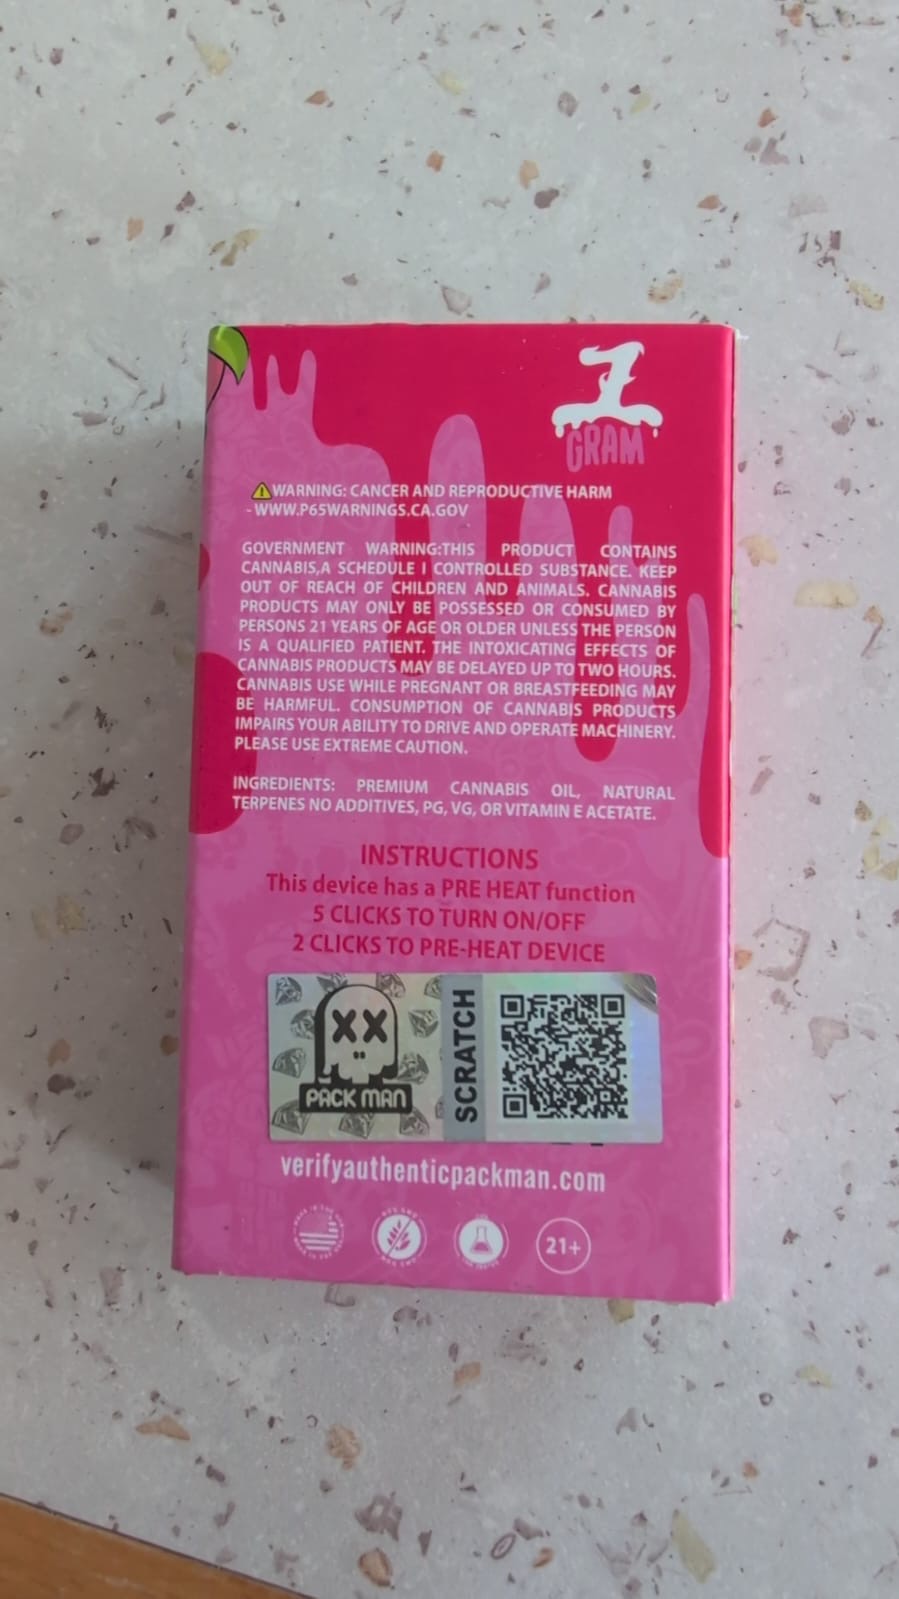 1
GRAM
WARNING: CANCER AND REPRODUCTIVE HARM
- WWW.P65WARNINGS.CA.GOV
GOVERNMENT WARNING:THIS PRODUCT CONTAINS
CANNABIS,A SCHEDULE I CONTROLLED SUBSTANCE. KEEP
OUT OF REACH OF CHILDREN AND ANIMALS. CANNABIS
PRODUCTS MAY ONLY BE POSSESSED OR CONSUMED BY
PERSONS 21 YEARS OF AGE OR OLDER UNLESS THE PERSON
IS A QUALIFIED PATIENT. THE INTOXICATING EFFECTS OF
CANNABIS PRODUCTS MAY BE DELAYED UP TO TWO HOURS.
CANNABIS USE WHILE PREGNANT OR BREASTFEEDING MAY
BE HARMFUL. CONSUMPTION OF CANNABIS PRODUCTS
IMPAIRS YOUR ABILITY TO DRIVE AND OPERATE MACHINERY.
PLEASE USE EXTREME CAUTION.
INGREDIENTS: PREMIUM CANNABIS OIL, NATURAL
TERPENES NO ADDITIVES, PG, VG, OR VITAMIN E ACETATE.
INSTRUCTIONS
This device has a PRE HEAT function
5 CLICKS TO TURN ON/OFF
2 CLICKS TO PRE-HEAT DEVICE
PACK MAN
SCRATCH
verifyauthenticpackman.com
21+